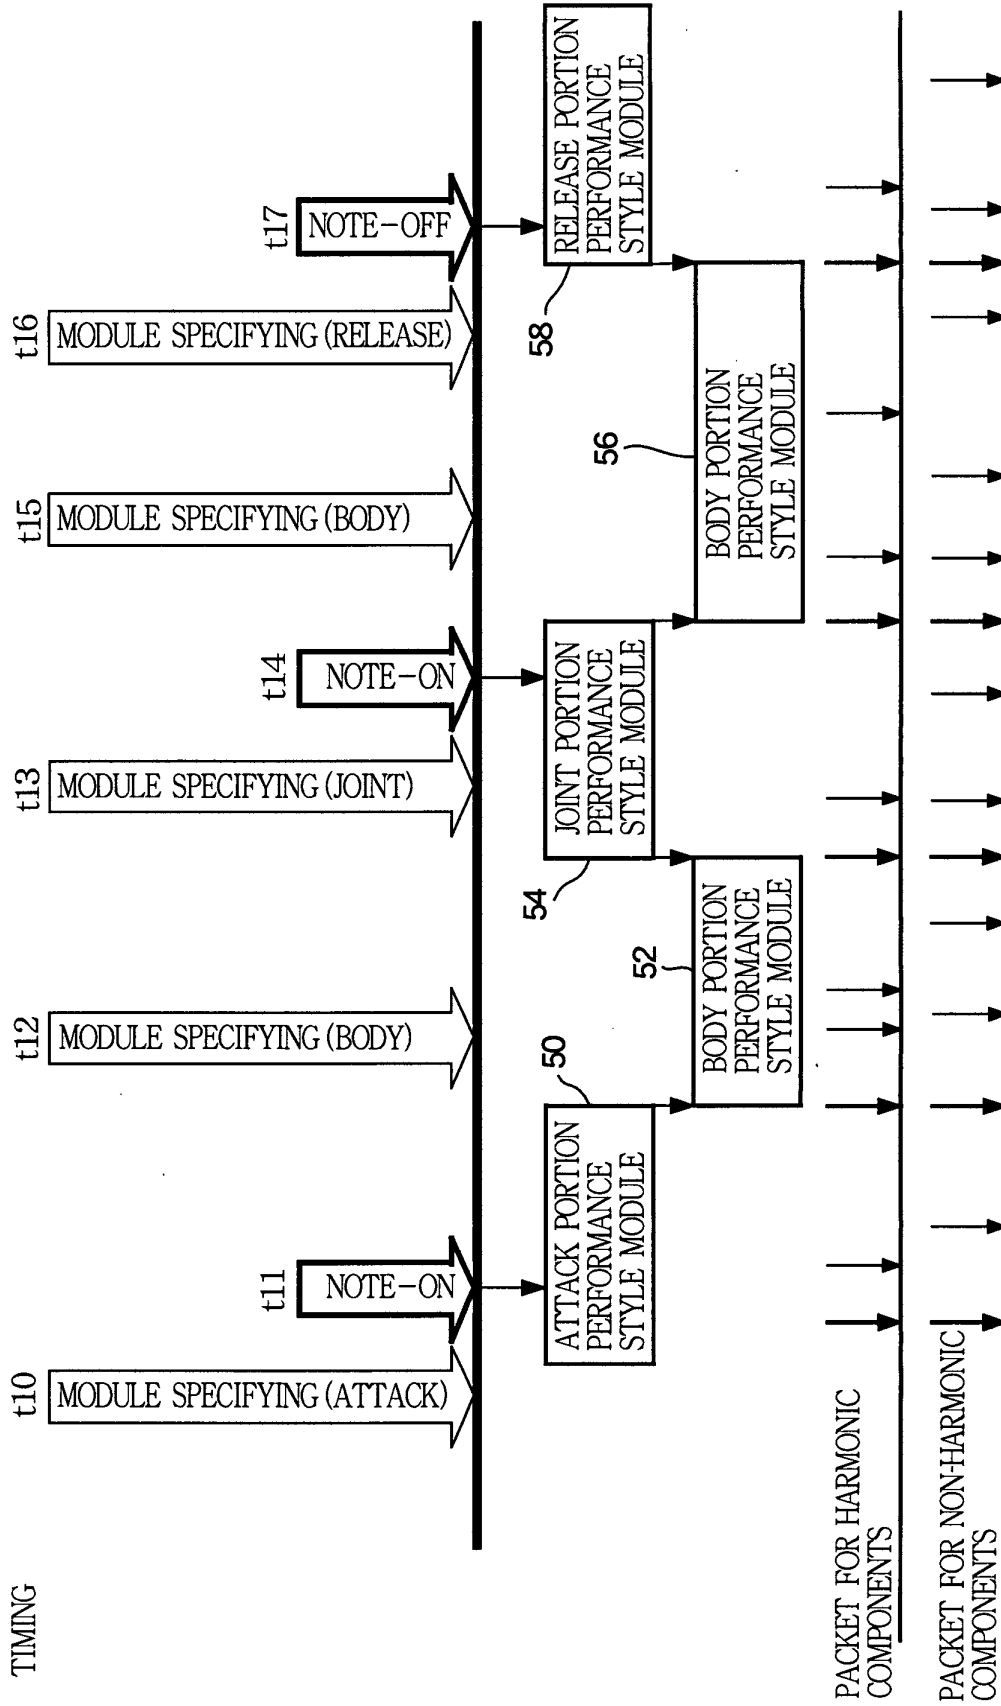 TIMING
t10
MODULE SPECIFYING (ATTACK)
t11
NOTE-ON
t12
MODULE SPECIFYING (BODY)
t13
MODULE SPECIFYING (JOINT)
t14
NOTE-ON
t15
MODULE SPECIFYING (BODY)
t16
MODULE SPECIFYING (RELEASE)
t17
NOTE-OFF
50
ATTACK PORTION
PERFORMANCE
STYLE MODULE
52
BODY PORTION
PERFORMANCE
STYLE MODULE
54
JOINT PORTION
PERFORMANCE
STYLE MODULE
56
BODY PORTION
PERFORMANCE
STYLE MODULE
58
RELEASE PORTION
PERFORMANCE
STYLE MODULE
PACKET FOR HARMONIC
COMPONENTS
PACKET FOR NON-HARMONIC
COMPONENTS